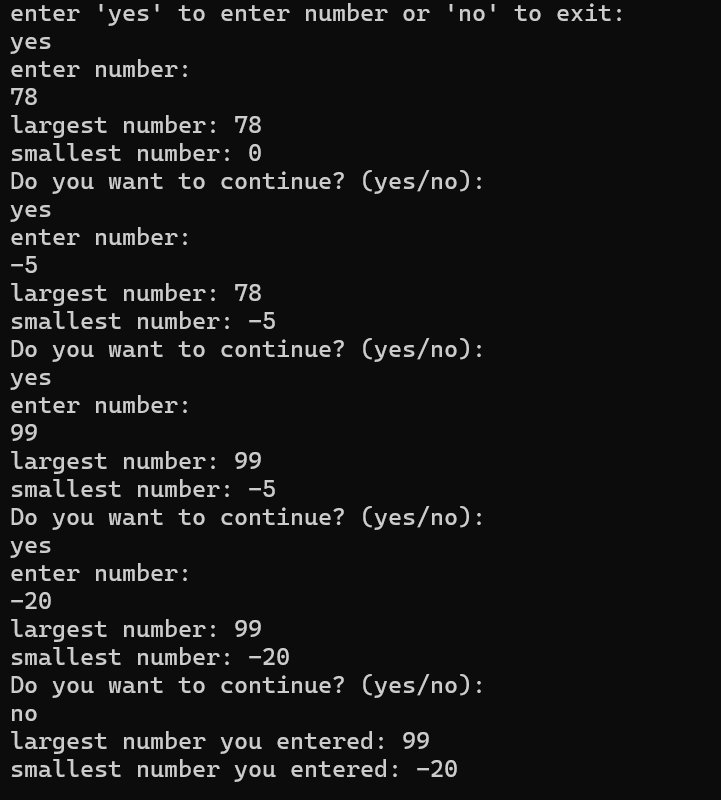 enter 'yes' to enter number or 'no' to exit:
yes
enter number:
78
largest number: 78
smallest number: 0
Do you want to continue? (yes/no):
yes
enter number:
-5
largest number: 78
smallest number: -5
Do you want to continue? (yes/no):
yes
enter number:
99
largest number: 99
smallest number: -5
Do you want to continue? (yes/no):
yes
enter number:
-20
largest number: 99
smallest number: -20
Do you want to continue? (yes/no):
no
largest number you entered: 99
smallest number you entered: -20